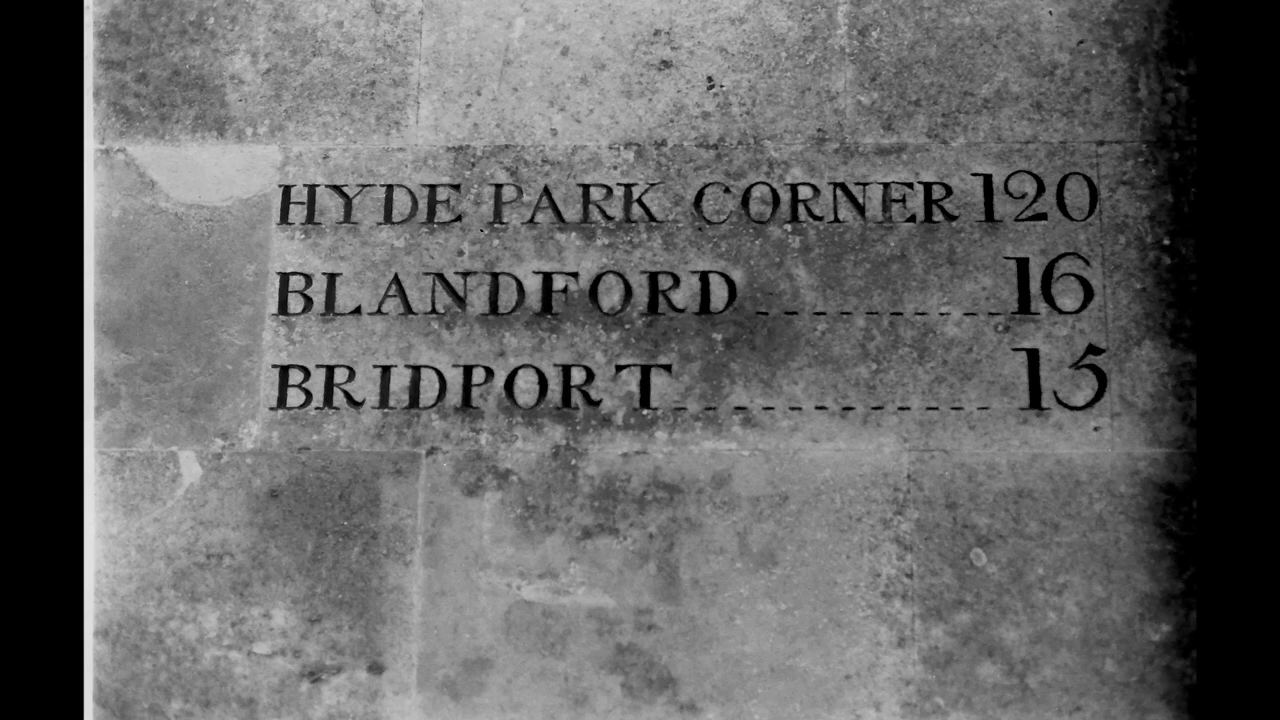 HYDE PARK CORNER 120
BLANDFORD ---------- 16
BRIDPORT ----------- 15